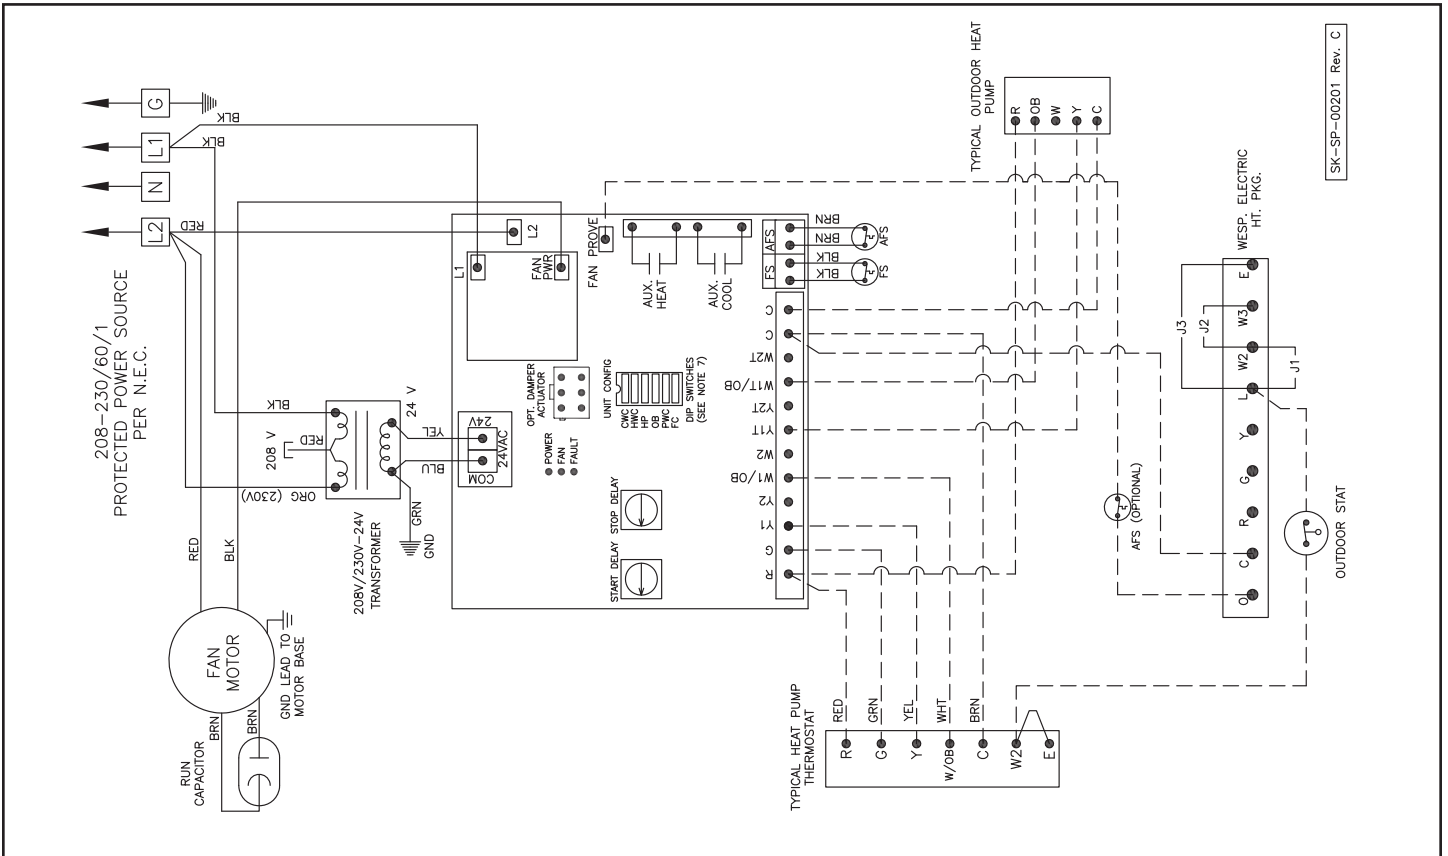 SK-SP-00201 Rev. C
G
L1
N
L2
BLK
BLK
RED
208-230/60/1
PROTECTED POWER SOURCE
PER N.E.C.
RED
BLK
FAN
MOTOR
GND LEAD TO
MOTOR BASE
BRN
BRN
RUN
CAPACITOR
BLK
208 V
RED
ORG (230V)
24 V
208V/230V-24V
TRANSFORMER
YEL
BLU
GRN
GND
24V
24VAC
COM
L1
FAN
PWR
L2
FAN PROVE
AUX.
HEAT
AUX.
COOL
OPT. DAMPER
ACTUATOR
POWER
FAN
FAULT
UNIT CONFIG
CWC
HWC
HP
OB
PWC
FC
DIP SWITCHES
(SEE NOTE 7)
STOP DELAY
START DELAY
AFS
FS
BRN
BRN
AFS
BLK
BLK
FS
C
C
W2T
W1T/OB
Y2T
Y1T
W2
W1/OB
Y2
Y1
G
R
TYPICAL OUTDOOR HEAT
PUMP
R
OB
W
Y
C
TYPICAL HEAT PUMP
THERMOSTAT
RED
GRN
YEL
WHT
BRN
R
G
Y
W/OB
C
W2
E
AFS (OPTIONAL)
WESP. ELECTRIC
HT. PKG.
J3
J2
J1
E
W3
W2
L
Y
G
R
C
O
OUTDOOR STAT